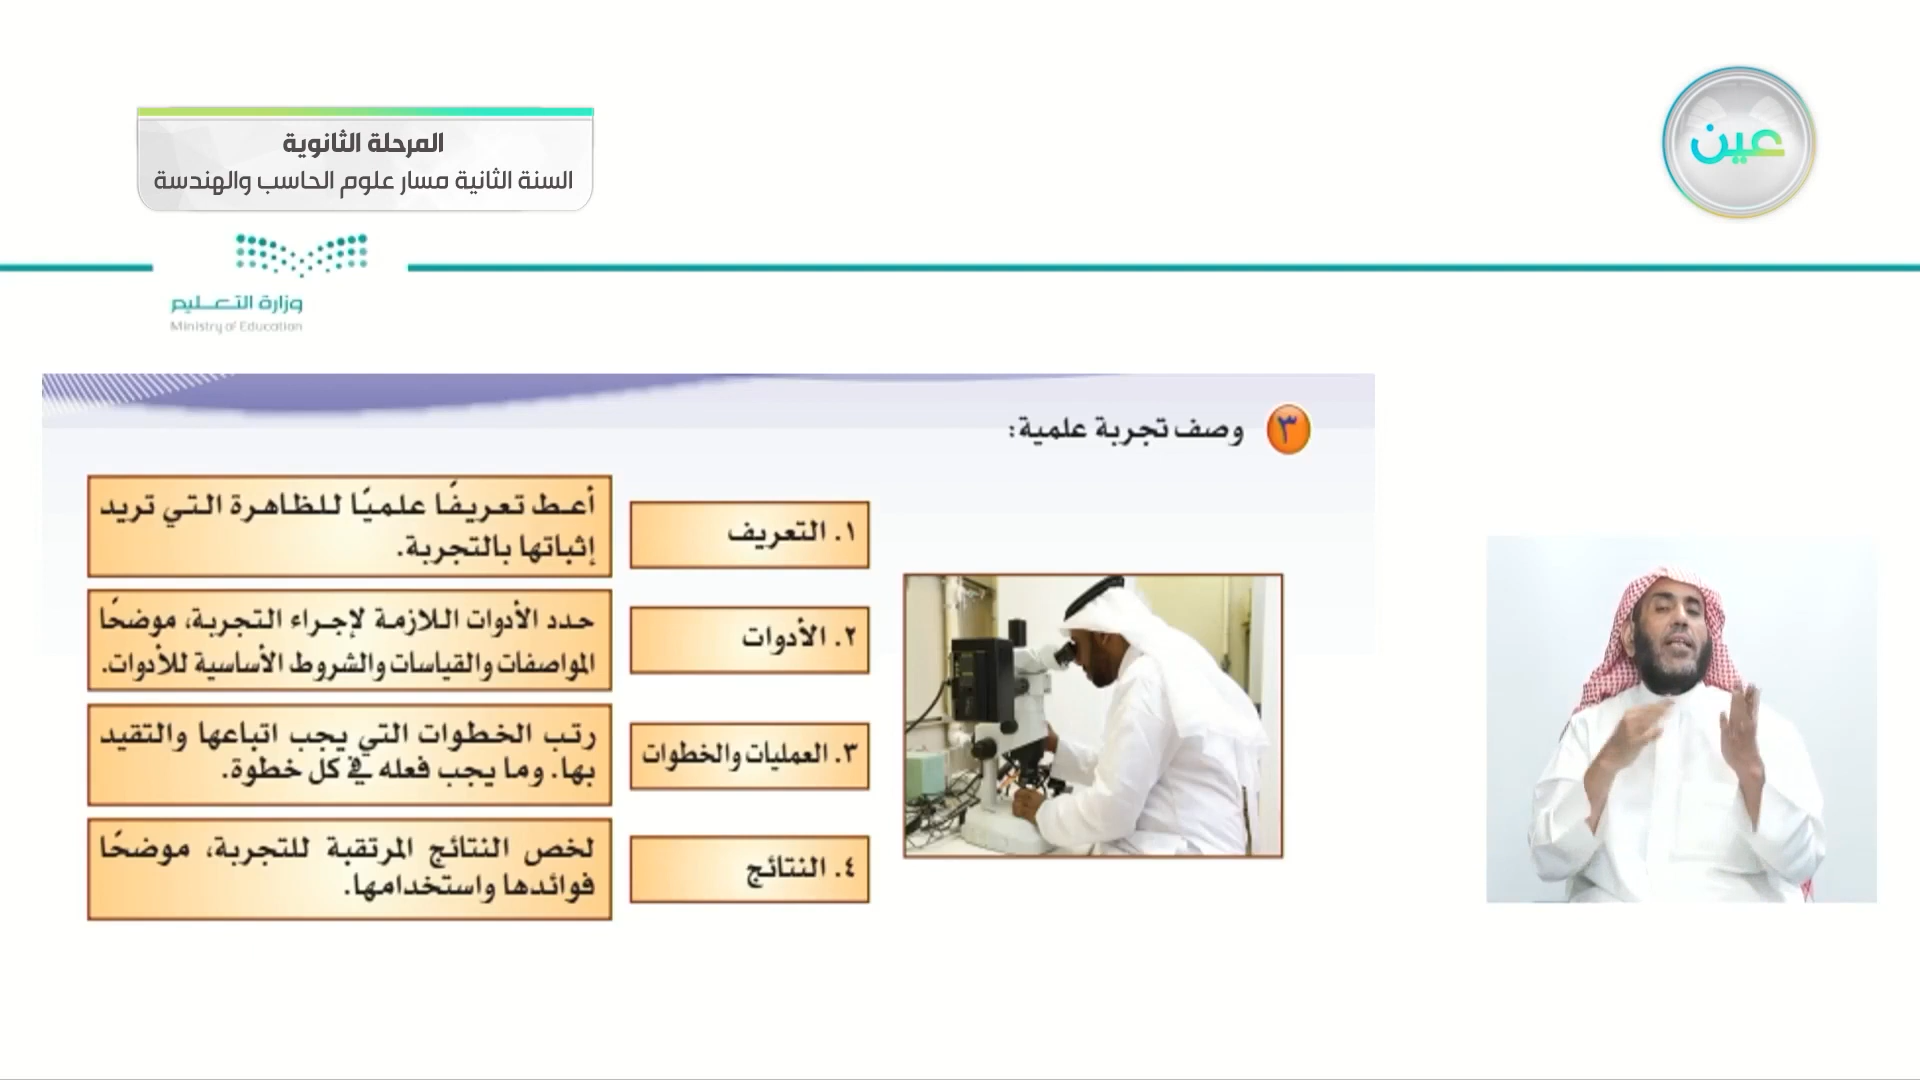 المرحلة الثانوية
السنة الثانية مسار علوم الحاسب والهندسة
عين
وزارة التعليم
Ministry of Education
٣ وصف تجربة علمية:
١. التعريف
أعط تعريفًا علميًا للظاهرة التي تريد
إثباتها بالتجربة.
٢. الأدوات
حدد الأدوات اللازمة لإجراء التجربة، موضحًا
المواصفات والقياسات والشروط الأساسية للأدوات.
٣. العمليات والخطوات
رتب الخطوات التي يجب اتباعها والتقيد
بها. وما يجب فعله في كل خطوة.
٤. النتائج
لخص النتائج المرتقبة للتجربة، موضحًا
فوائدها واستخدامها.